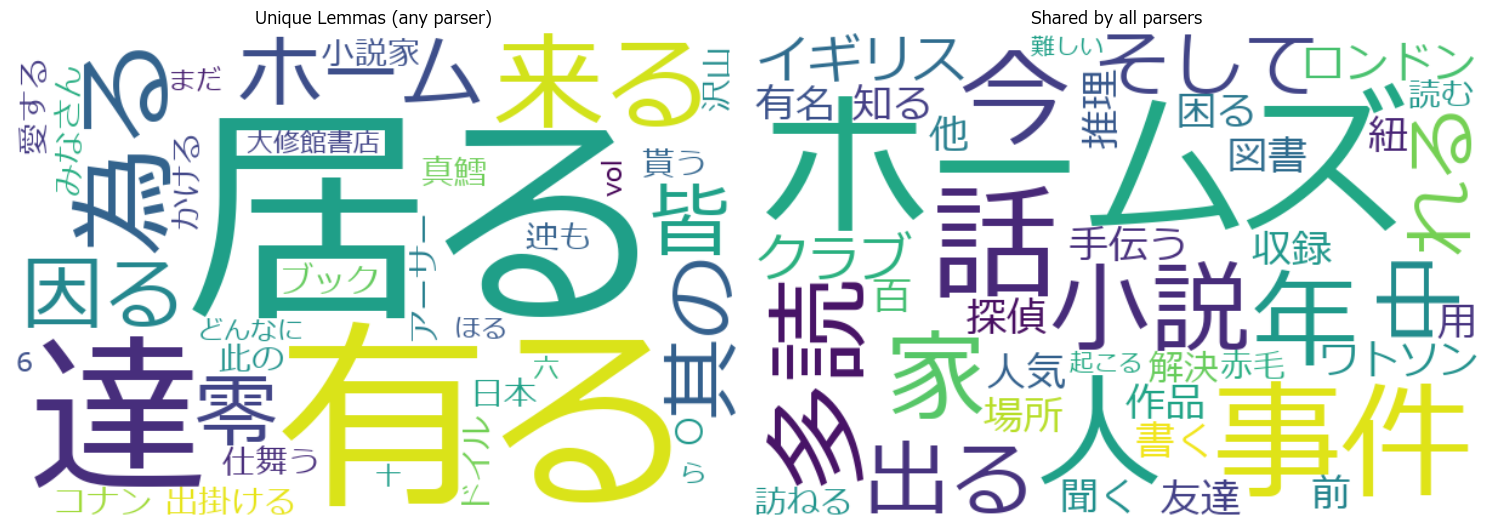 Unique Lemmas (any parser)
愛する
みなさん
為る
まだ
小説家
ホーム
来る
沢山
かける
居る
大修館書店
真鱈
vol
貰う
皆
迚も
ブック
アーサー
其の
因る
どんなに
ほる
此の
6
達
零
有る
六
日本
仕舞う
十
ドイル
〇
ら
コナン
出掛ける
Shared by all parsers
イギリス
今
難しい
そして
ロンドン
有名
知る
ホームズ
他
推理
困る
読む
図書
紐
れる
クラブ
話
手伝う
収録
百
読
探偵
小説
年
中
用
家
人気
起こる
解決
赤毛
ワトソン
多
場所
人
作品
書く
事件
出る
訪ねる
聞く
友達
前